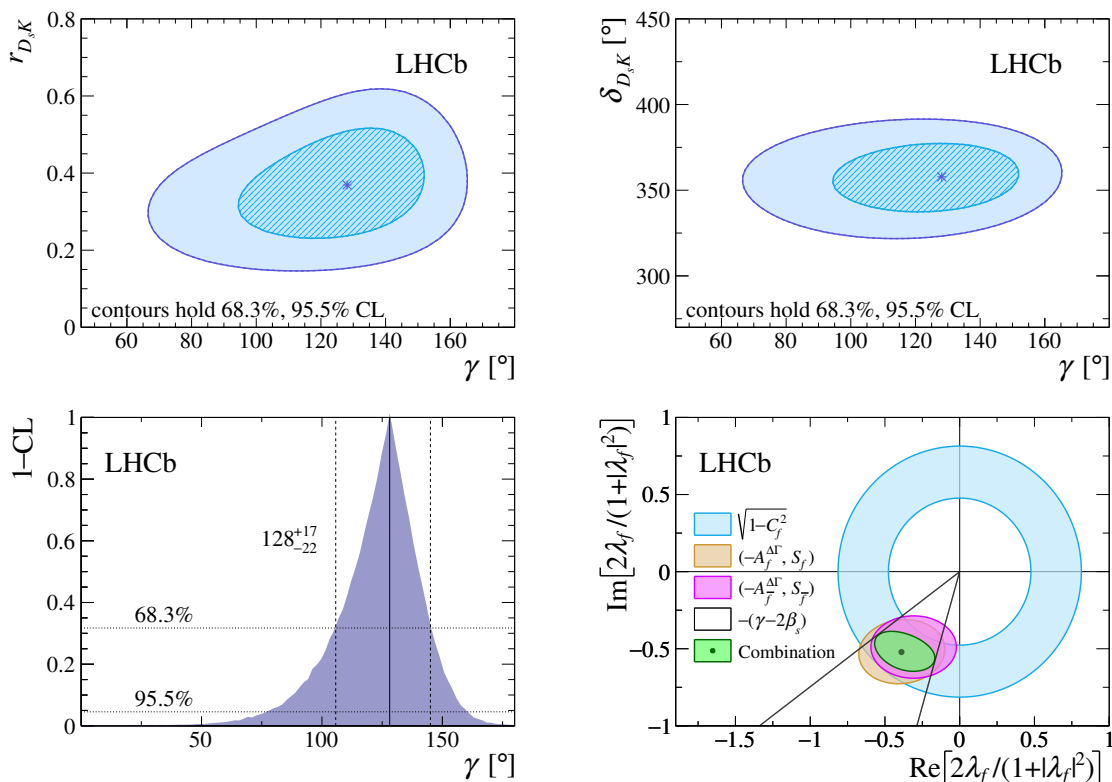 r_{D_sK}
0.8
0.6
0.4
0.2
0
LHCb
contours hold 68.3%, 95.5% CL
60 80 100 120 140 160
γ [°]
δ_{D_sK} [°]
450
400
350
300
LHCb
contours hold 68.3%, 95.5% CL
60 80 100 120 140 160
γ [°]
1–CL
1
0.8
0.6
0.4
0.2
0
LHCb
128^{+17}_{-22}
68.3%
95.5%
50 100 150
γ [°]
Im[2λ_f/(1+|λ_f|²)]
1
0.5
0
−0.5
−1
LHCb
√1–C_f²
(-A_f^{ΔΓ}, S_f)
(-A_{f̄}^{ΔΓ}, S_{f̄})
–(γ–2β_s)
Combination
−1.5 −1 −0.5 0 0.5 1
Re[2λ_f/(1+|λ_f|²)]